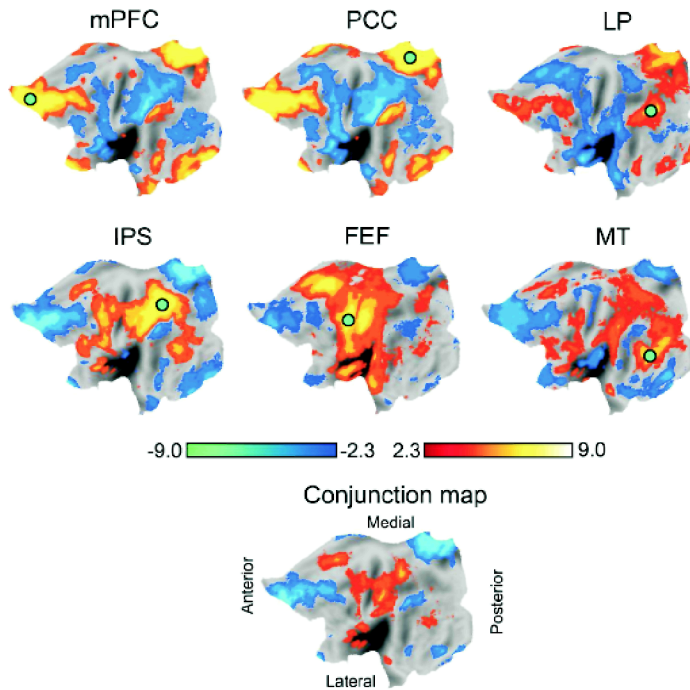 mPFC PCC LP
IPS FEF MT
-9.0 -2.3 2.3 9.0
Conjunction map
Medial
Anterior
Posterior
Lateral